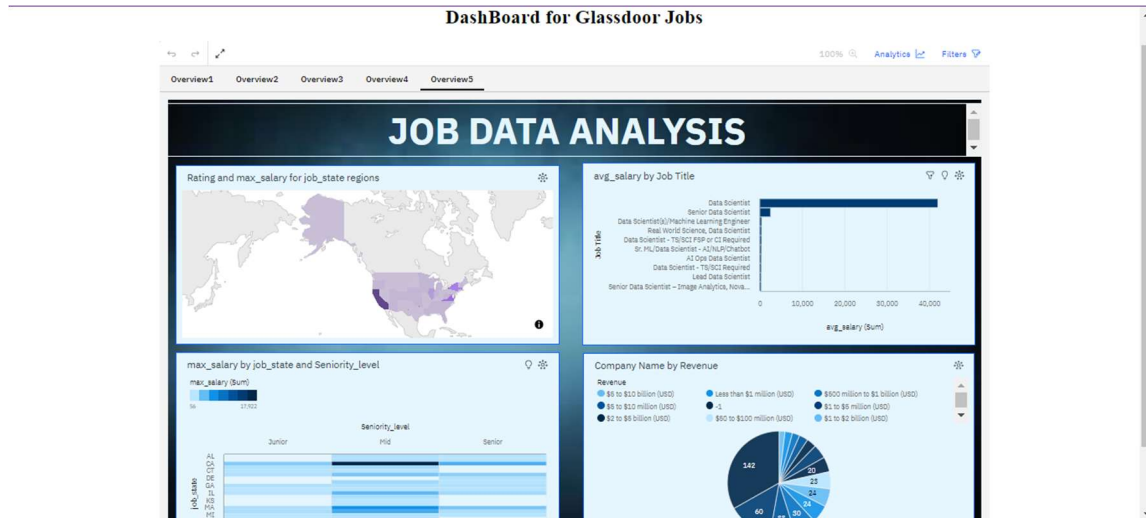 DashBoard for Glassdoor Jobs
100% Analytics Filters
Overview1 Overview2 Overview3 Overview4 Overview5
JOB DATA ANALYSIS
Rating and max_salary for job_state regions
avg_salary by Job Title
Job Title
Data Scientist
Senior Data Scientist
Data Scientist(s)/Machine Learning Engineer
Real World Science, Data Scientist
Data Scientist - TS/SCI FSP or CI Required
Sr. ML/Data Scientist - AI/NLP/Chatbot
AI Ops Data Scientist
Data Scientist - TS/SCI Required
Lead Data Scientist
Senior Data Scientist – Image Analytics, Nova...
0 10,000 20,000 30,000 40,000
avg_salary (Sum)
max_salary by job_state and Seniority_level
max_salary (Sum)
56 17,922
Seniority_level
Junior Mid Senior
job_state
AL
CA
CT
DE
GA
IL
KS
MA
MI
Company Name by Revenue
Revenue
$5 to $10 billion (USD) Less than $1 million (USD) $500 million to $1 billion (USD)
$5 to $10 million (USD) -1 $1 to $5 million (USD)
$2 to $5 billion (USD) $50 to $100 million (USD) $1 to $2 billion (USD)
142
20
23
24
24
30
60